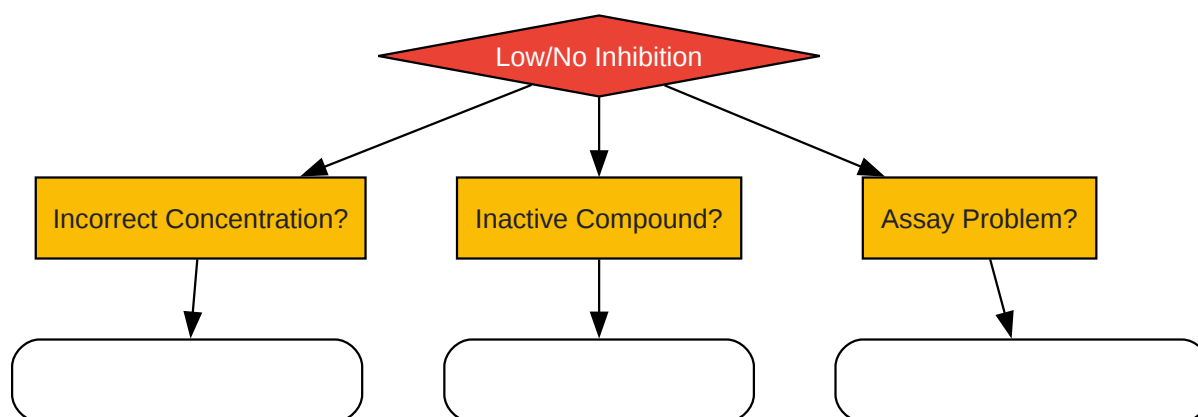 Low/No Inhibition
Incorrect Concentration?
Inactive Compound?
Assay Problem?